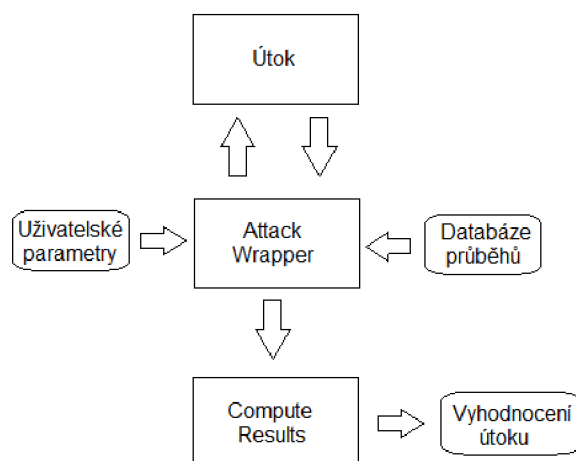 Útok
Uživatelské
parametry
Attack
Wrapper
Databáze
průběhů
Compute
Results
Vyhodnocení
útoku